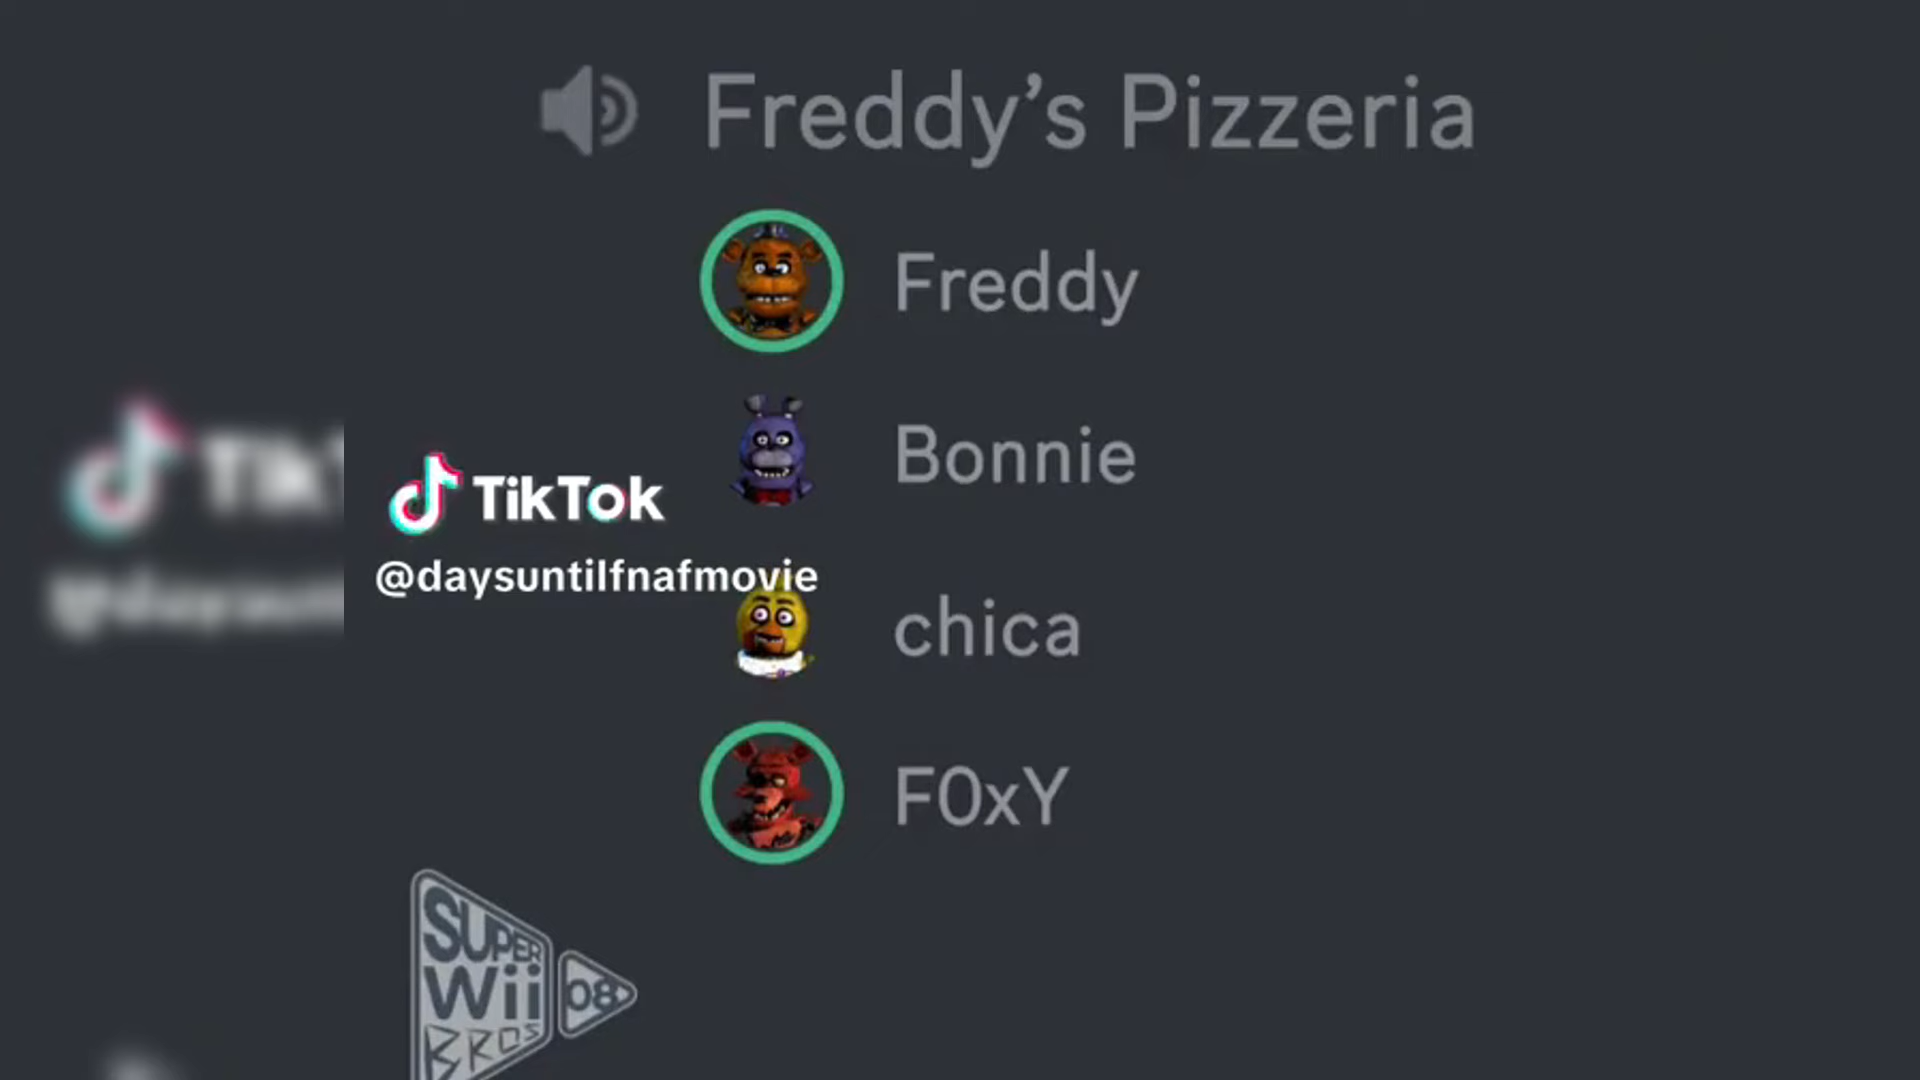 Freddy’s Pizzeria
Freddy
Bonnie
TikTok
@daysuntilfnafmovie
chica
F0xY
SUPER
Wii
BROS
08